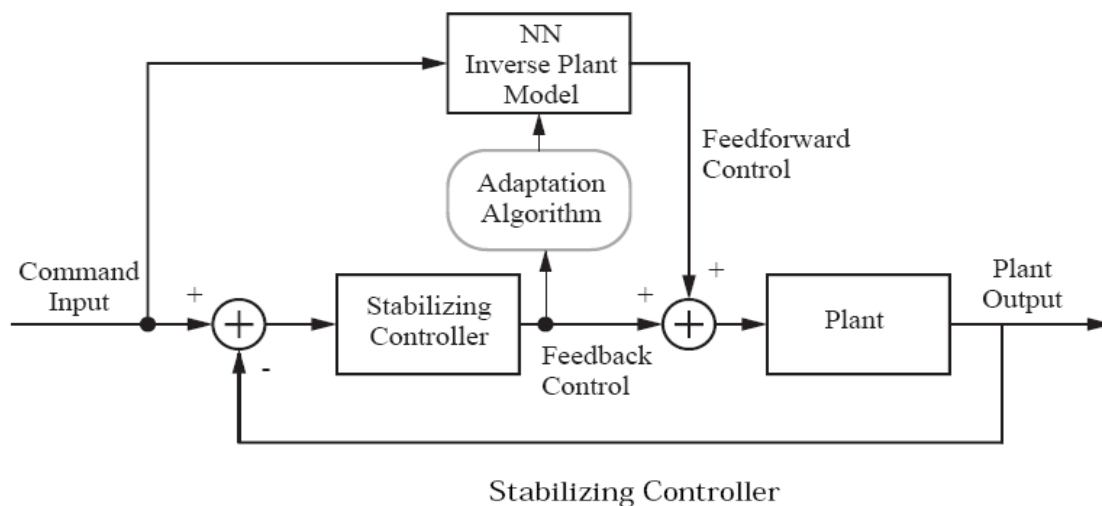 NN
Inverse Plant
Model
Feedforward
Control
Adaptation
Algorithm
Command
Input
+
+
Stabilizing
Controller
+
+
+
+
Plant
Plant
Output
-
Feedback
Control
Stabilizing Controller